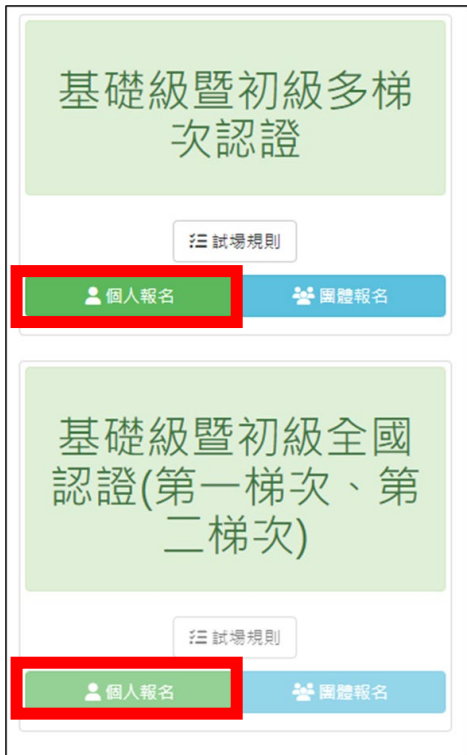 基礎級暨初級多梯
次認證
試場規則
個人報名 團體報名
基礎級暨初級全國
認證(第一梯次、第
二梯次)
試場規則
個人報名 團體報名